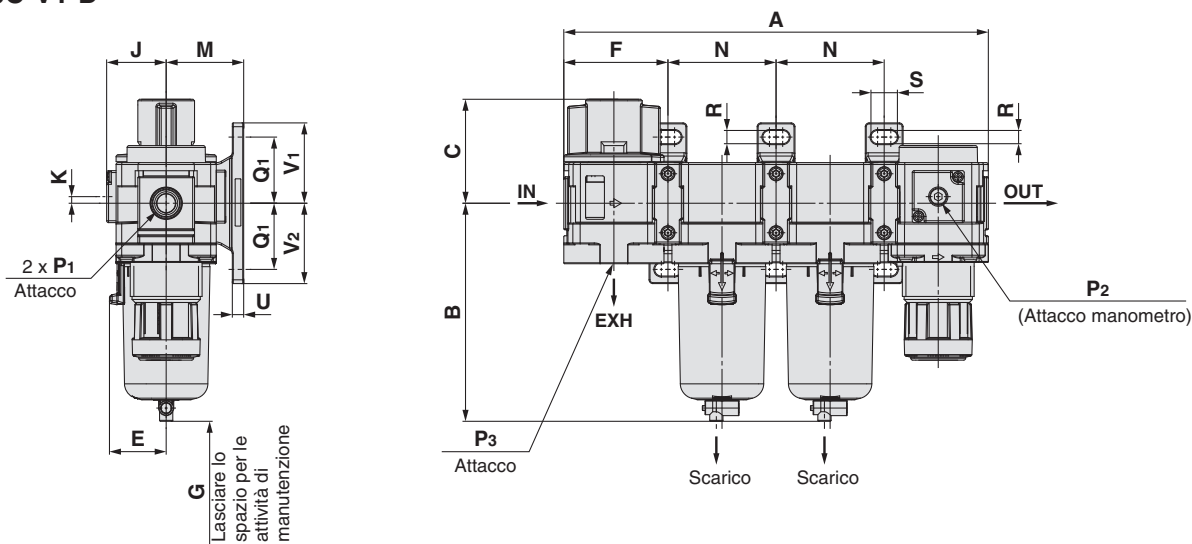 J
M
K
Q1
V1
Q1
V2
U
2 x P1
Attacco
E
G
Lasciare lo
spazio per le
attività di
manutenzione
A
F
N
N
S
R
R
C
IN
OUT
B
EXH
P2
(Attacco manometro)
P3
Attacco
Scarico
Scarico